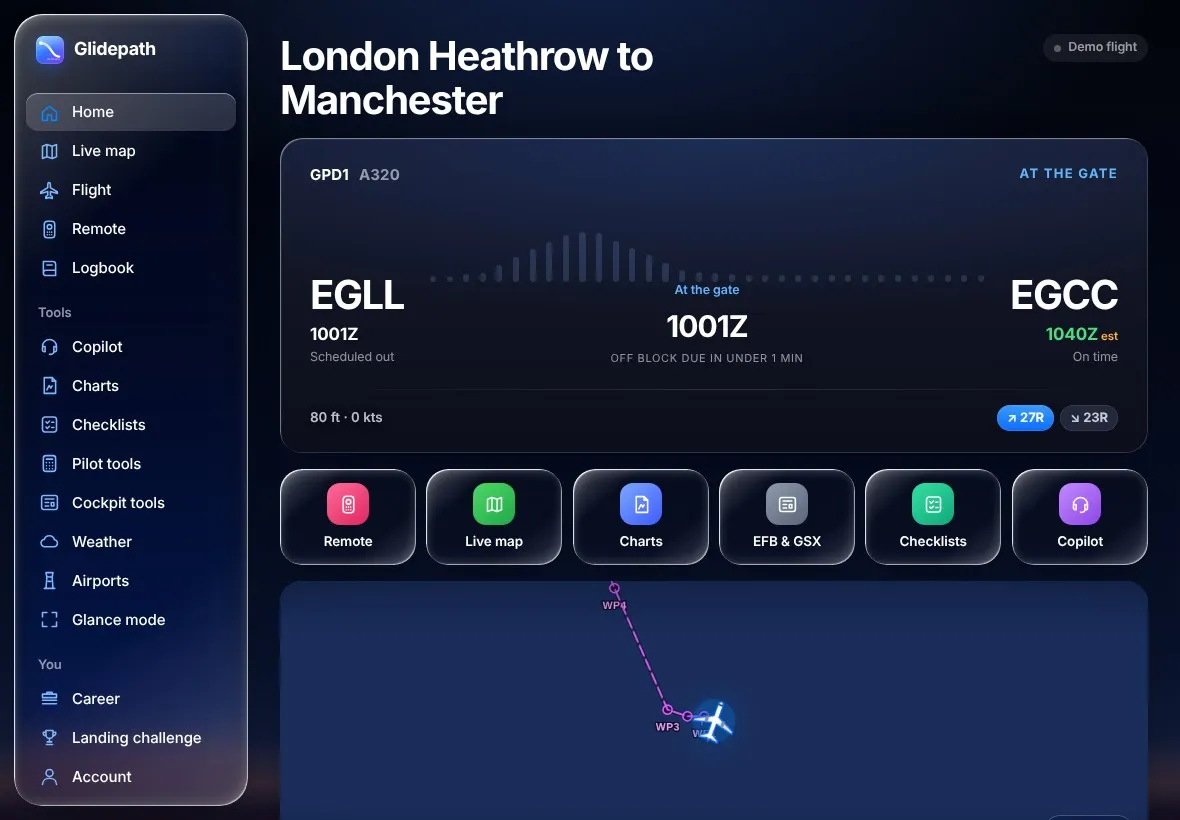 Glidepath
Home
Live map
Flight
Remote
Logbook
Tools
Copilot
Charts
Checklists
Pilot tools
Cockpit tools
Weather
Airports
Glance mode
You
Career
Landing challenge
Account
London Heathrow to
Manchester
Demo flight
GPD1 A320
AT THE GATE
EGLL
1001Z
Scheduled out
At the gate
1001Z
OFF BLOCK DUE IN UNDER 1 MIN
EGCC
1040Z est
On time
80 ft · 0 kts
27R
23R
Remote
Live map
Charts
EFB & GSX
Checklists
Copilot
WP4
WP3